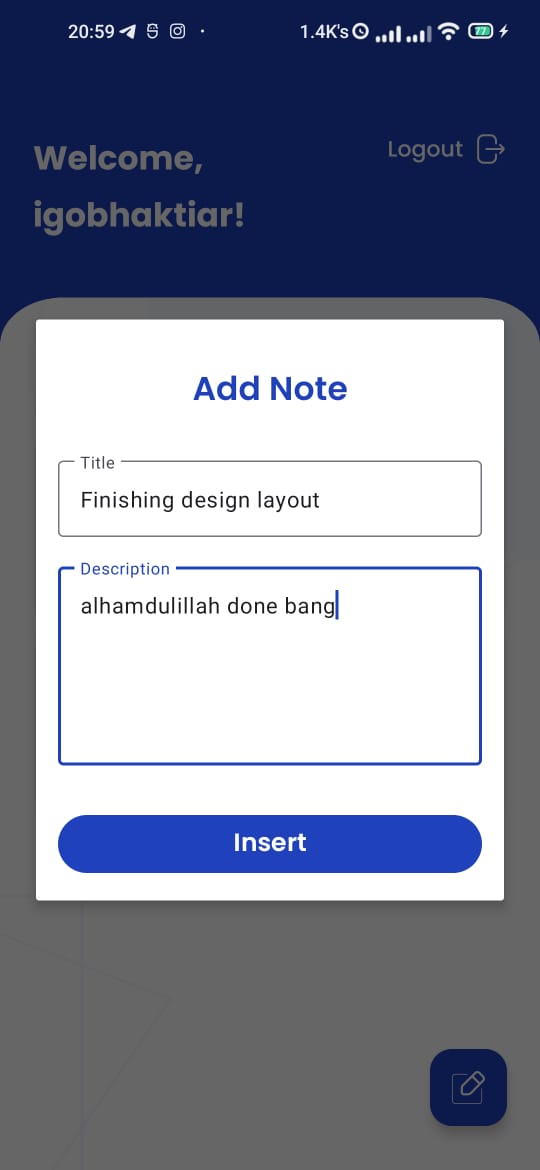 20:59 1.4K's 77
Welcome,
igobhaktiar!
Logout
Add Note
Title
Finishing design layout
Description
alhamdulillah done bang
Insert